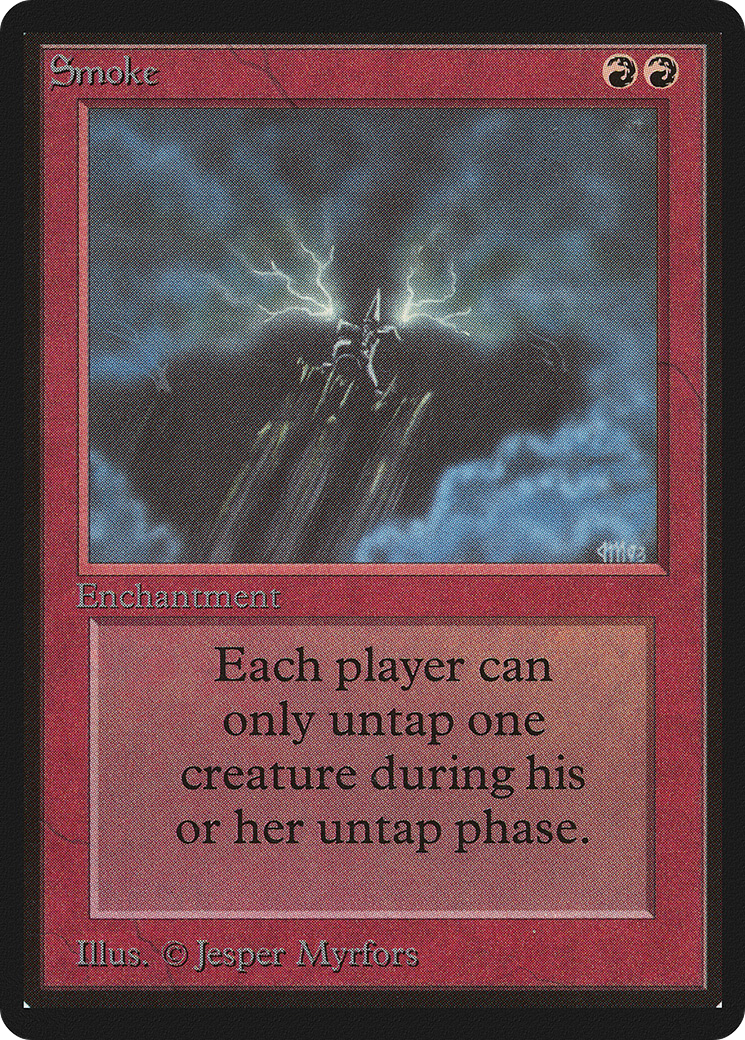 Smoke
Enchantment
Each player can
only untap one
creature during his
or her untap phase.
Illus. © Jesper Myrfors